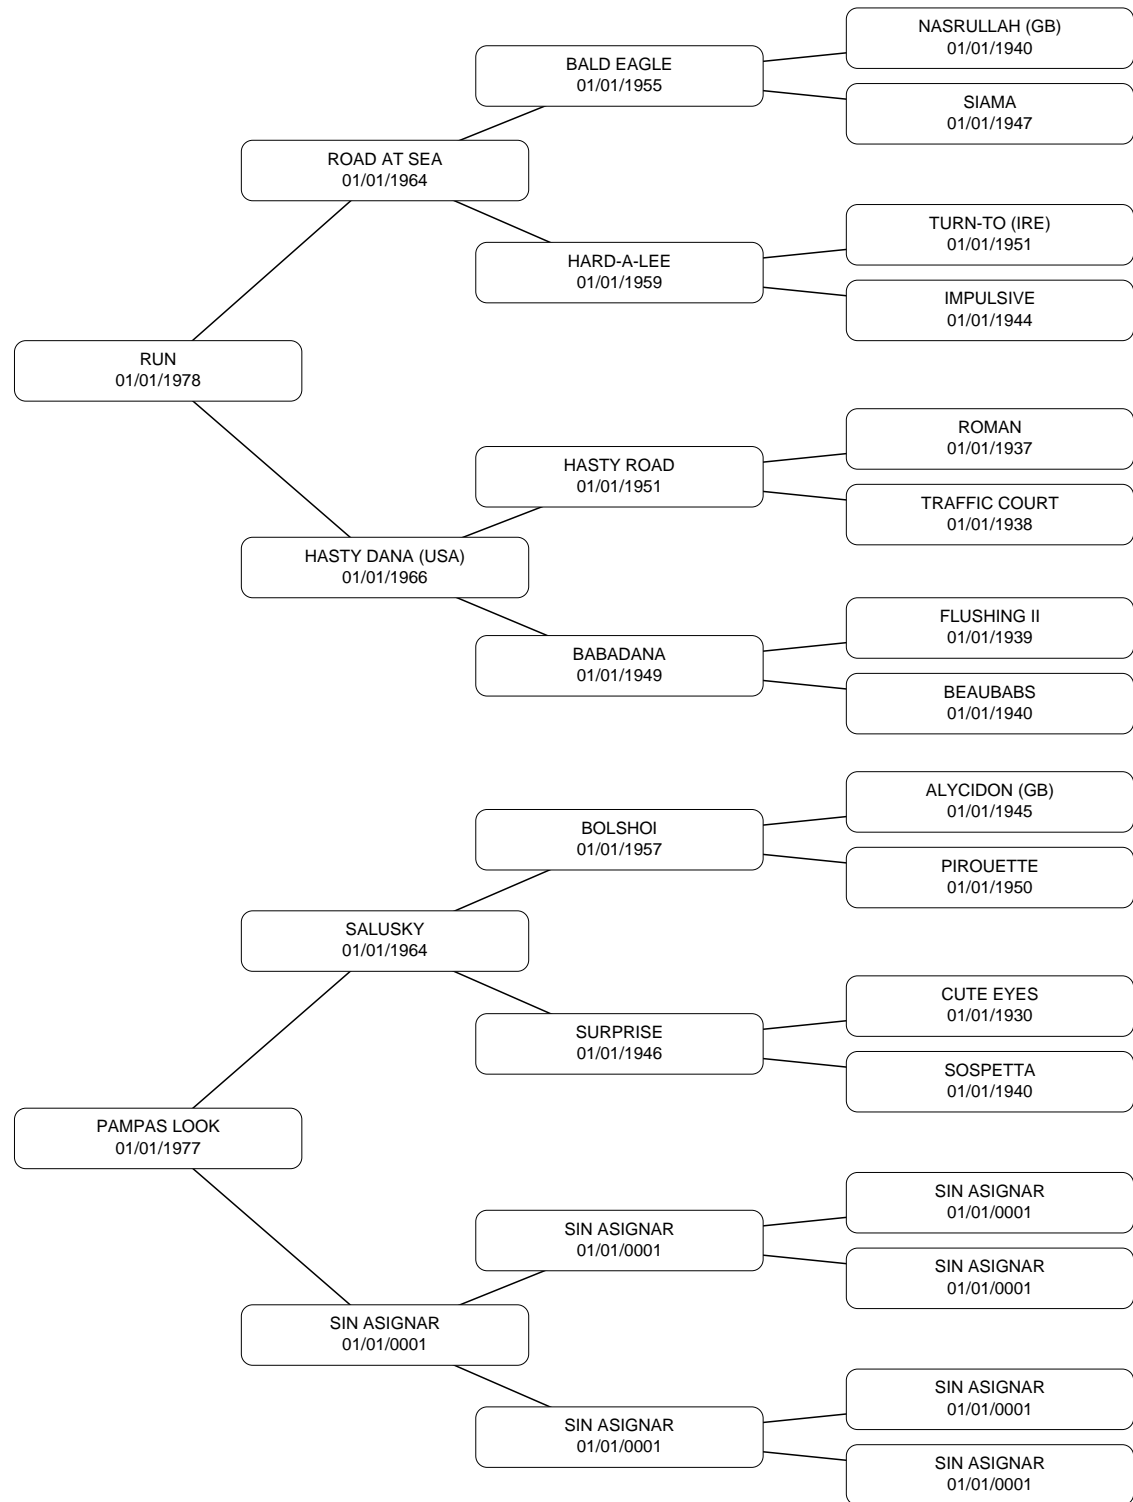 NASRULLAH (GB)
01/01/1940
BALD EAGLE
01/01/1955
SIAMA
01/01/1947
ROAD AT SEA
01/01/1964
TURN-TO (IRE)
01/01/1951
HARD-A-LEE
01/01/1959
IMPULSIVE
01/01/1944
RUN
01/01/1978
ROMAN
01/01/1937
HASTY ROAD
01/01/1951
TRAFFIC COURT
01/01/1938
HASTY DANA (USA)
01/01/1966
FLUSHING II
01/01/1939
BABADANA
01/01/1949
BEAUBABS
01/01/1940
ALYCIDON (GB)
01/01/1945
BOLSHOI
01/01/1957
PIROUETTE
01/01/1950
SALUSKY
01/01/1964
CUTE EYES
01/01/1930
SURPRISE
01/01/1946
SOSPETTA
01/01/1940
PAMPAS LOOK
01/01/1977
SIN ASIGNAR
01/01/0001
SIN ASIGNAR
01/01/0001
SIN ASIGNAR
01/01/0001
SIN ASIGNAR
01/01/0001
SIN ASIGNAR
01/01/0001
SIN ASIGNAR
01/01/0001
SIN ASIGNAR
01/01/0001